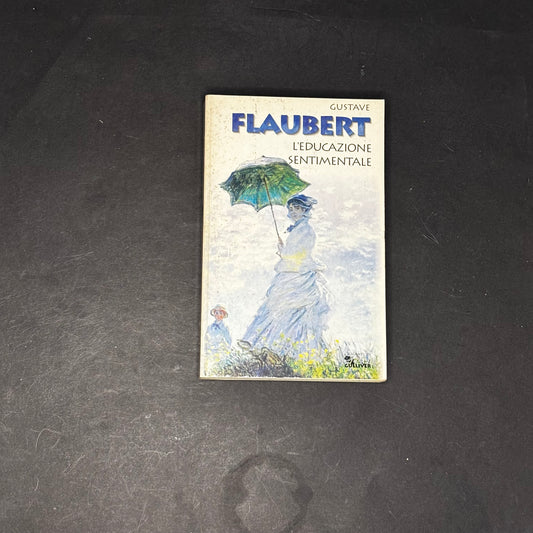 GUSTAVE
FLAUBERT
L'EDUCAZIONE
SENTIMENTALE
GULLIVER